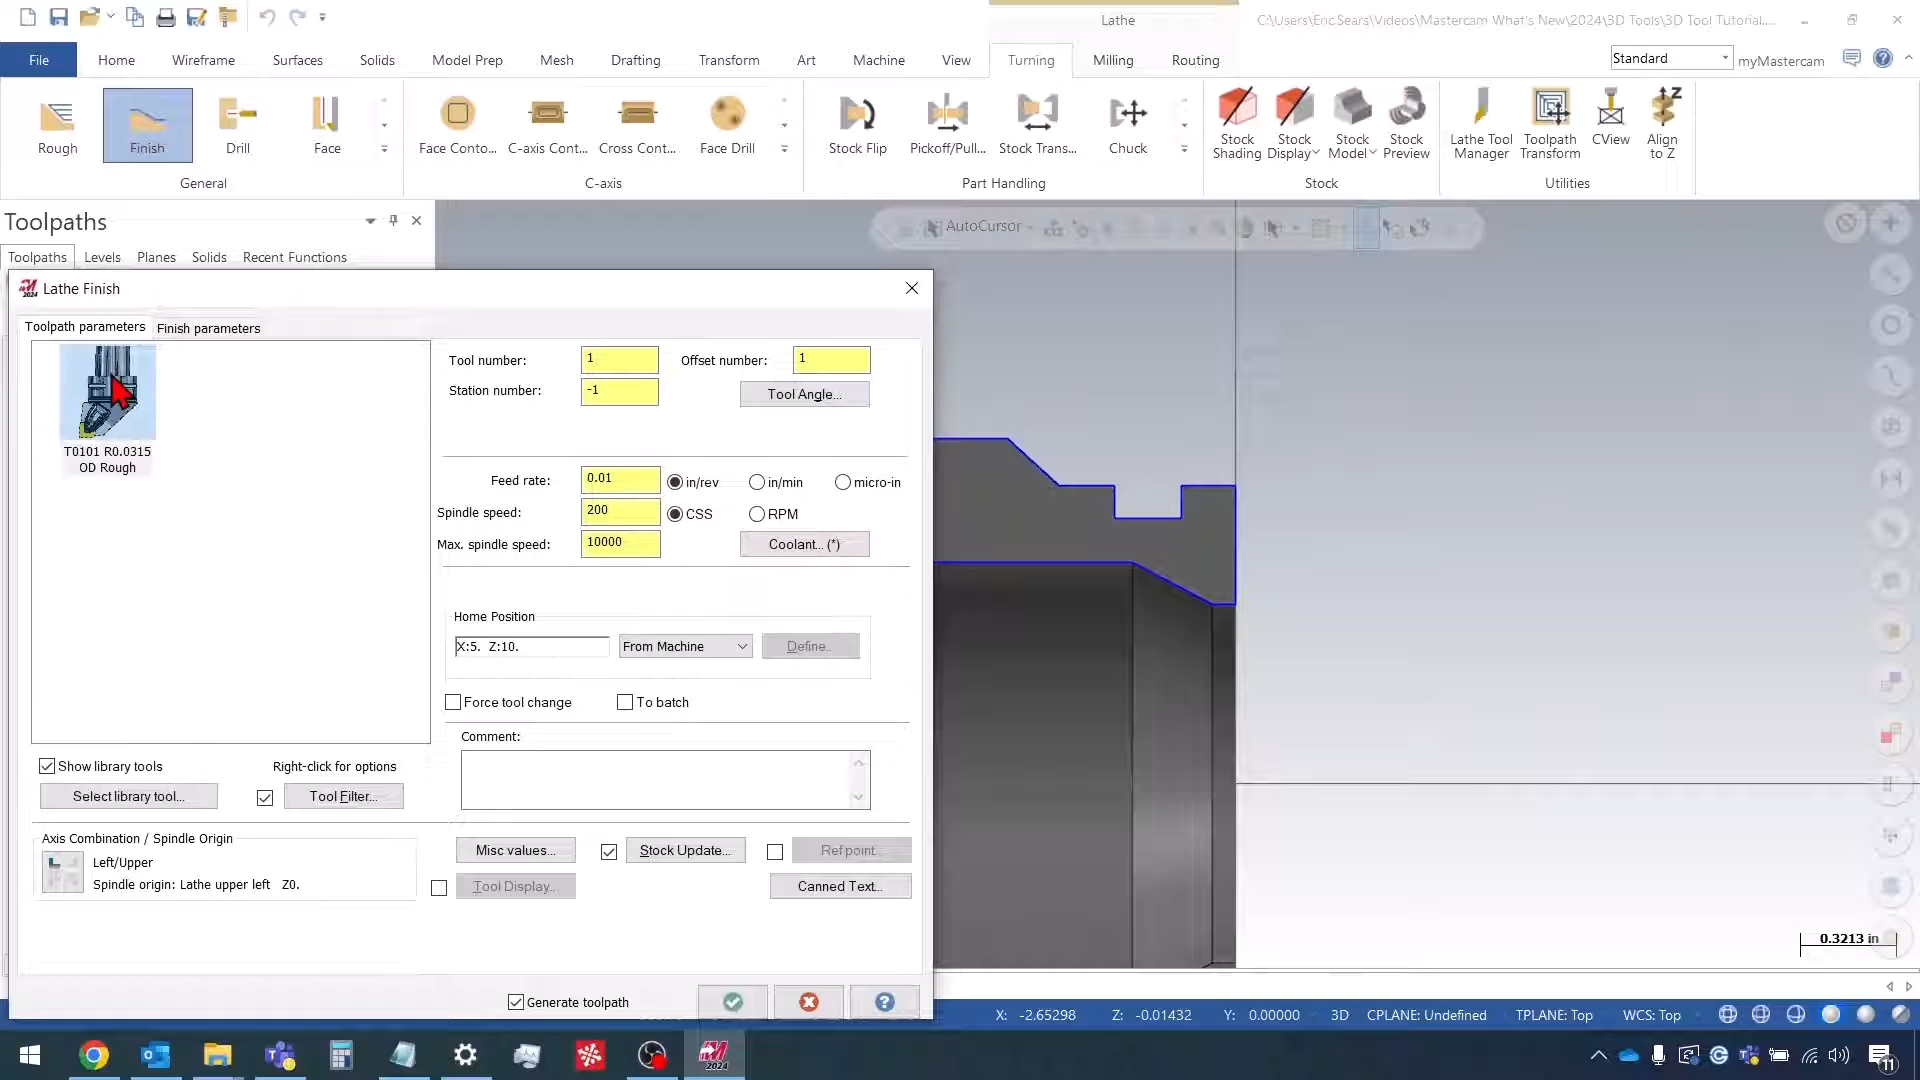 Lathe
C:\Users\Eric.Sears\Videos\Mastercam What's New\2024\3D Tools\3D Tool Tutorial....
File Home Wireframe Surfaces Solids Model Prep Mesh Drafting Transform Art Machine View Turning Milling Routing
Standard
myMastercam
Rough Finish Drill Face Face Conto... C-axis Cont... Cross Cont... Face Drill Stock Flip Pickoff/Pull... Stock Trans... Chuck
Stock Shading
Stock Display
Stock Model
Stock Preview
Lathe Tool Manager
Toolpath Transform
CView
Align to Z
General C-axis Part Handling Stock Utilities
Toolpaths
AutoCursor
Toolpaths Levels Planes Solids Recent Functions
2024 Lathe Finish
Toolpath parameters Finish parameters
T0101 R0.0315
OD Rough
Tool number: 1 Offset number: 1
Station number: -1 Tool Angle...
Feed rate: 0.01 in/rev in/min micro-in
Spindle speed: 200 CSS RPM
Max. spindle speed: 10000 Coolant... (*)
Home Position
X:5. Z:10. From Machine Define..
Force tool change To batch
Comment:
Show library tools Right-click for options
Select library tool... Tool Filter...
Axis Combination / Spindle Origin
Left/Upper
Spindle origin: Lathe upper left Z0.
Misc values... Stock Update... Ref point...
Tool Display.. Canned Text...
Generate toolpath
0.3213 in
X: -2.65298 Z: -0.01432 Y: 0.00000 3D CPLANE: Undefined TPLANE: Top WCS: Top
2024
11